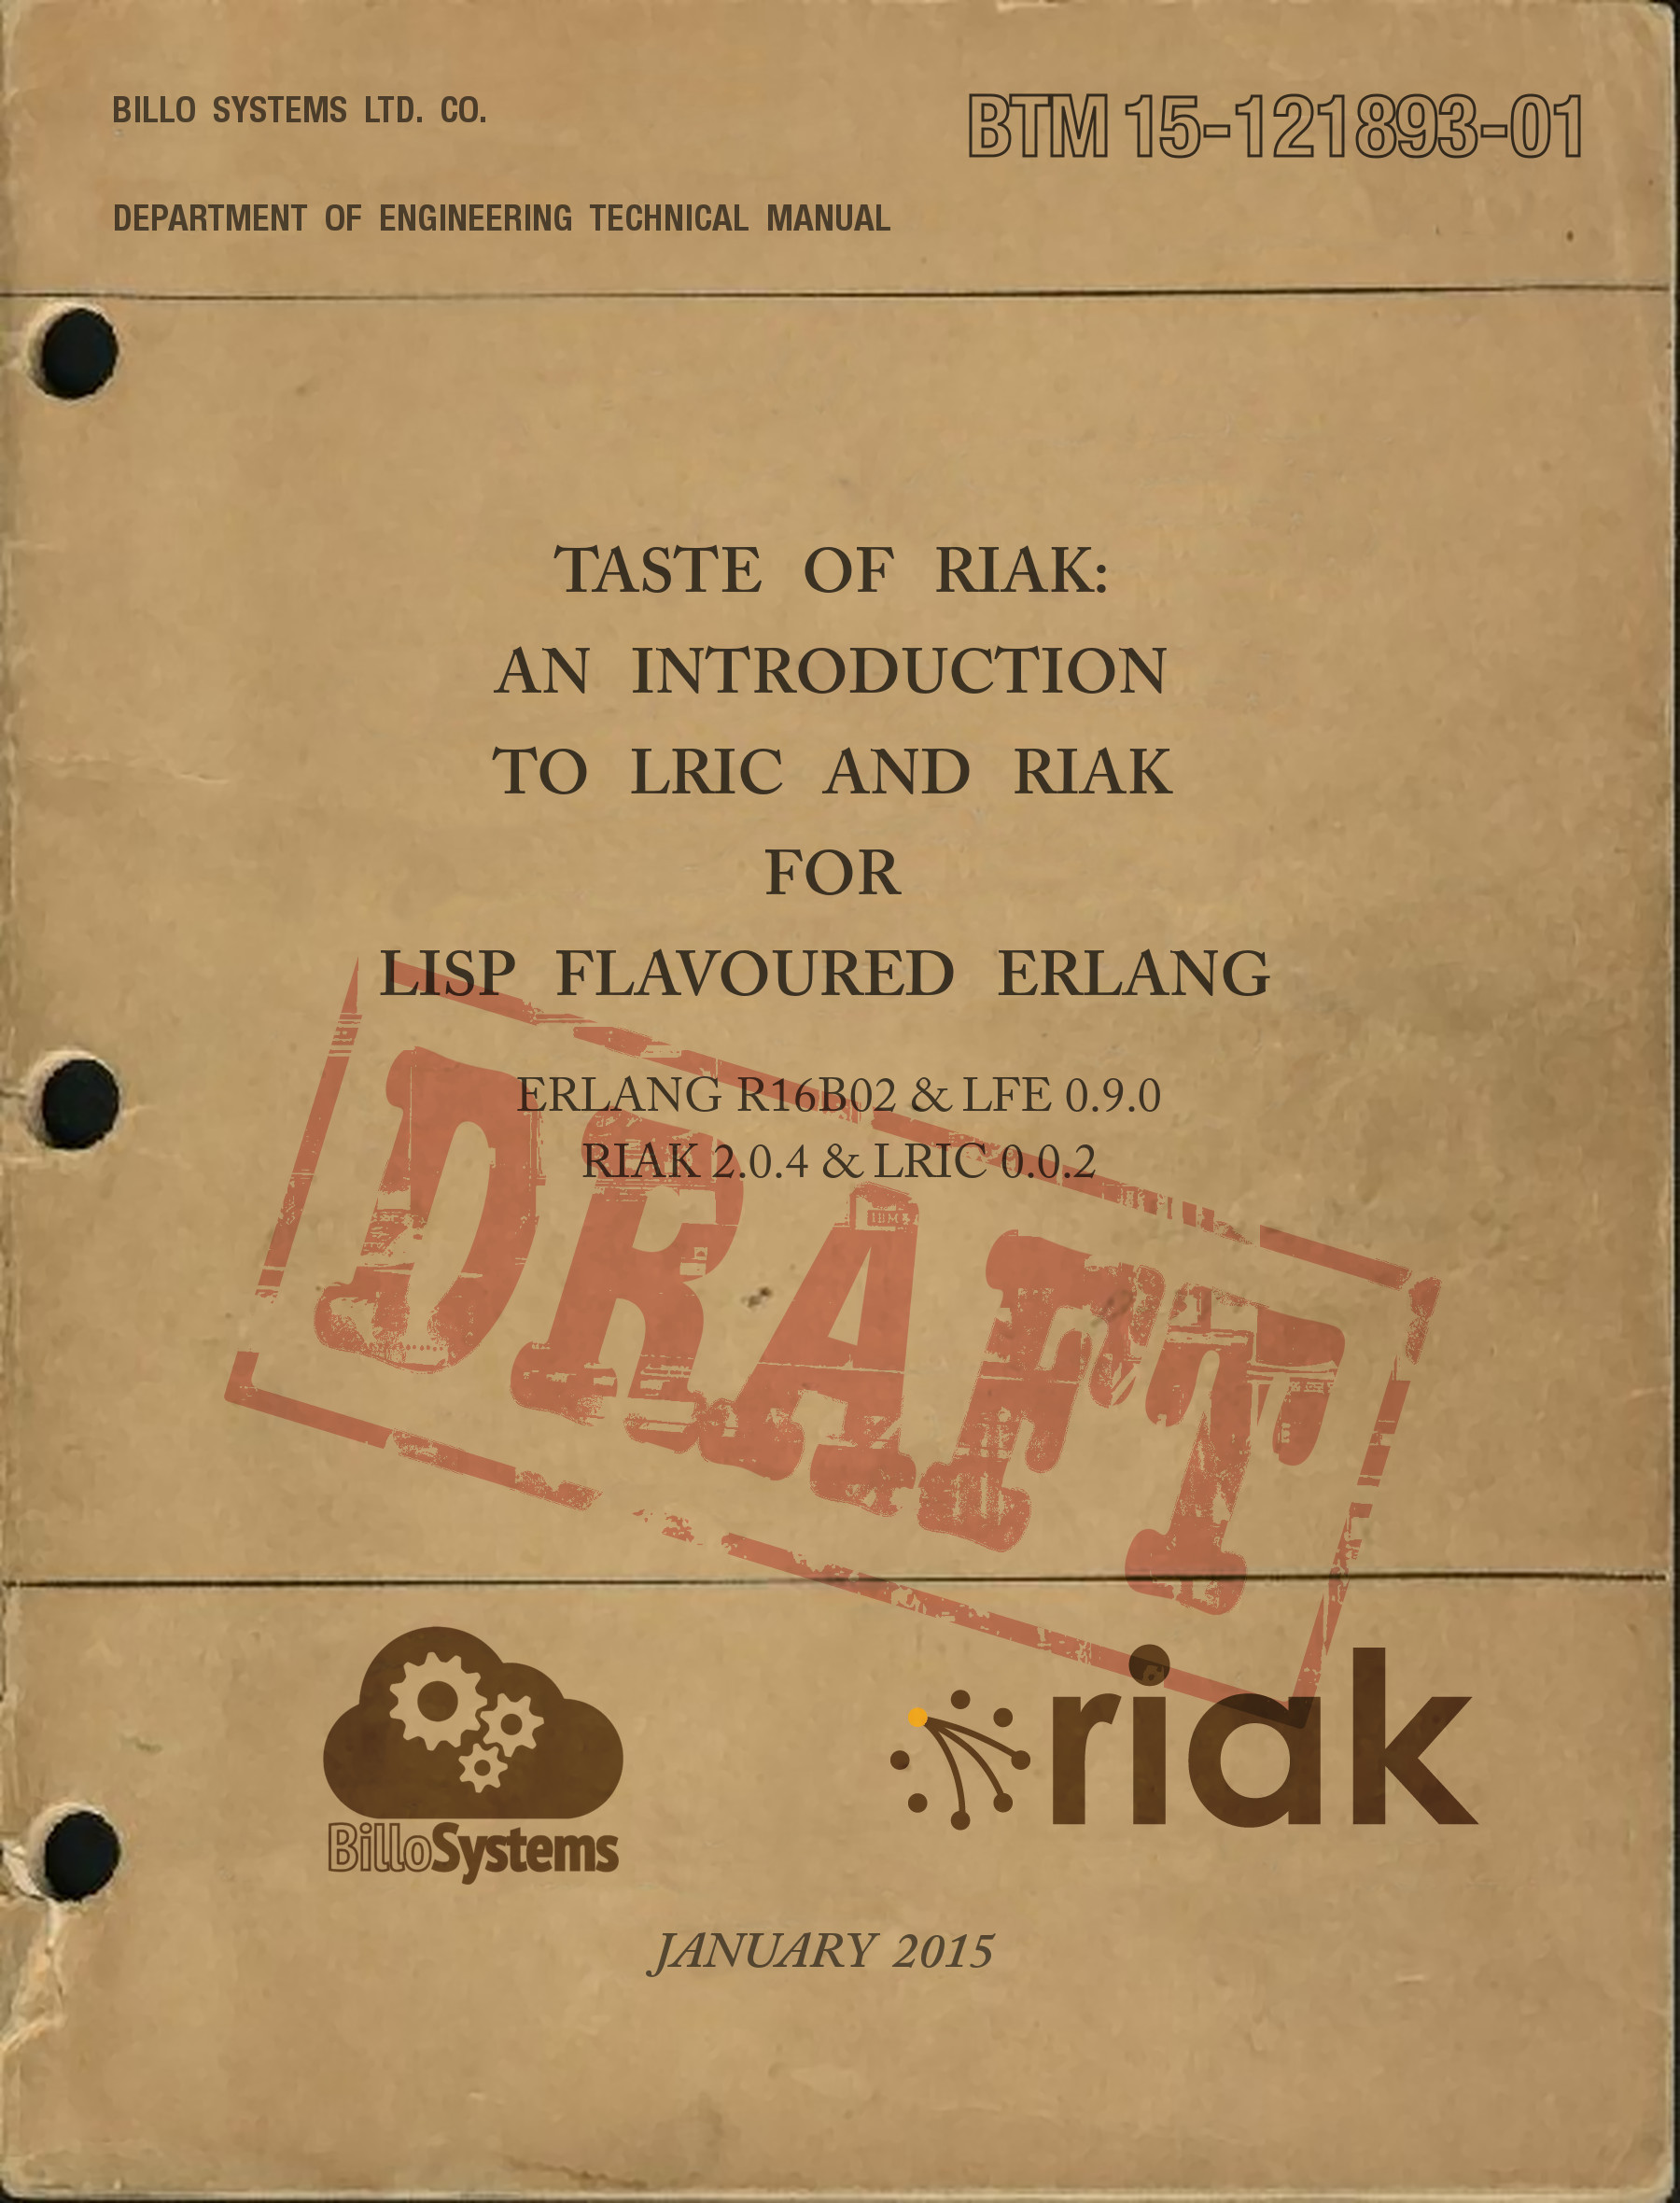 BILLO SYSTEMS LTD. CO.
BTM 15-121893-01
DEPARTMENT OF ENGINEERING TECHNICAL MANUAL
TASTE OF RIAK:
AN INTRODUCTION
TO LRIC AND RIAK
FOR
LISP FLAVOURED ERLANG
ERLANG R16B02 & LFE 0.9.0
RIAK 2.0.4 & LRIC 0.0.2
DRAFT
BilloSystems
riak
JANUARY 2015